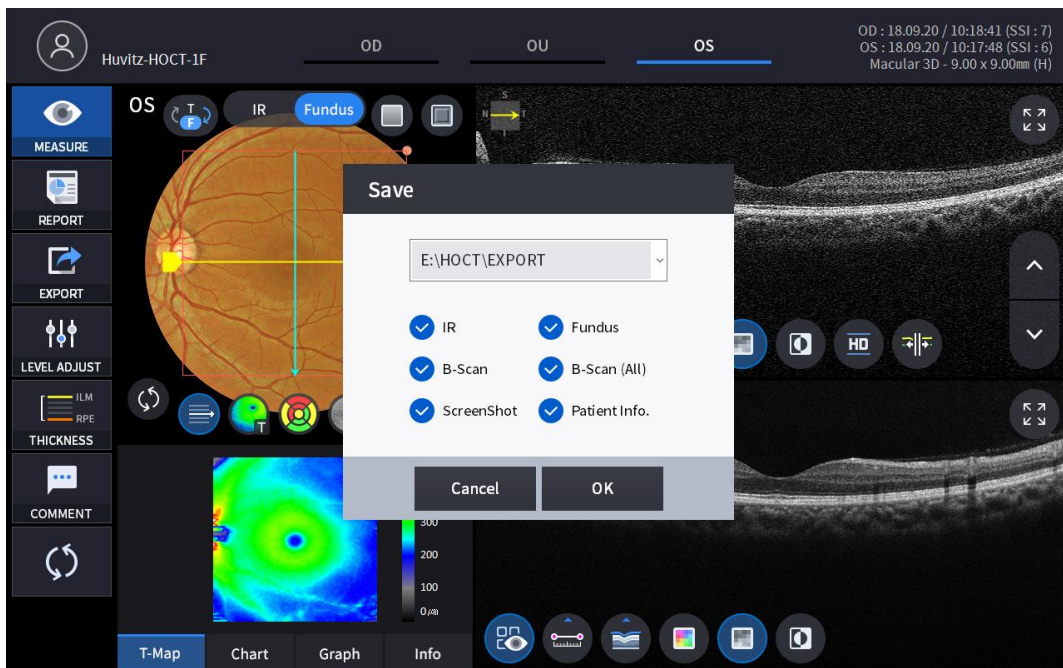 Huvitz-HOCT-1F
OD
OU
OS
OD : 18.09.20 / 10:18:41 (SSI : 7)
OS : 18.09.20 / 10:17:48 (SSI : 6)
Macular 3D - 9.00 x 9.00mm (H)
MEASURE
REPORT
EXPORT
LEVEL ADJUST
ILM
RPE
THICKNESS
COMMENT
OS
T
F
IR
Fundus
S
N
T
I
Save
E:\HOCT\EXPORT
IR
Fundus
B-Scan
B-Scan (All)
ScreenShot
Patient Info.
Cancel
OK
HD
T
300
200
100
0㎛
T-Map
Chart
Graph
Info